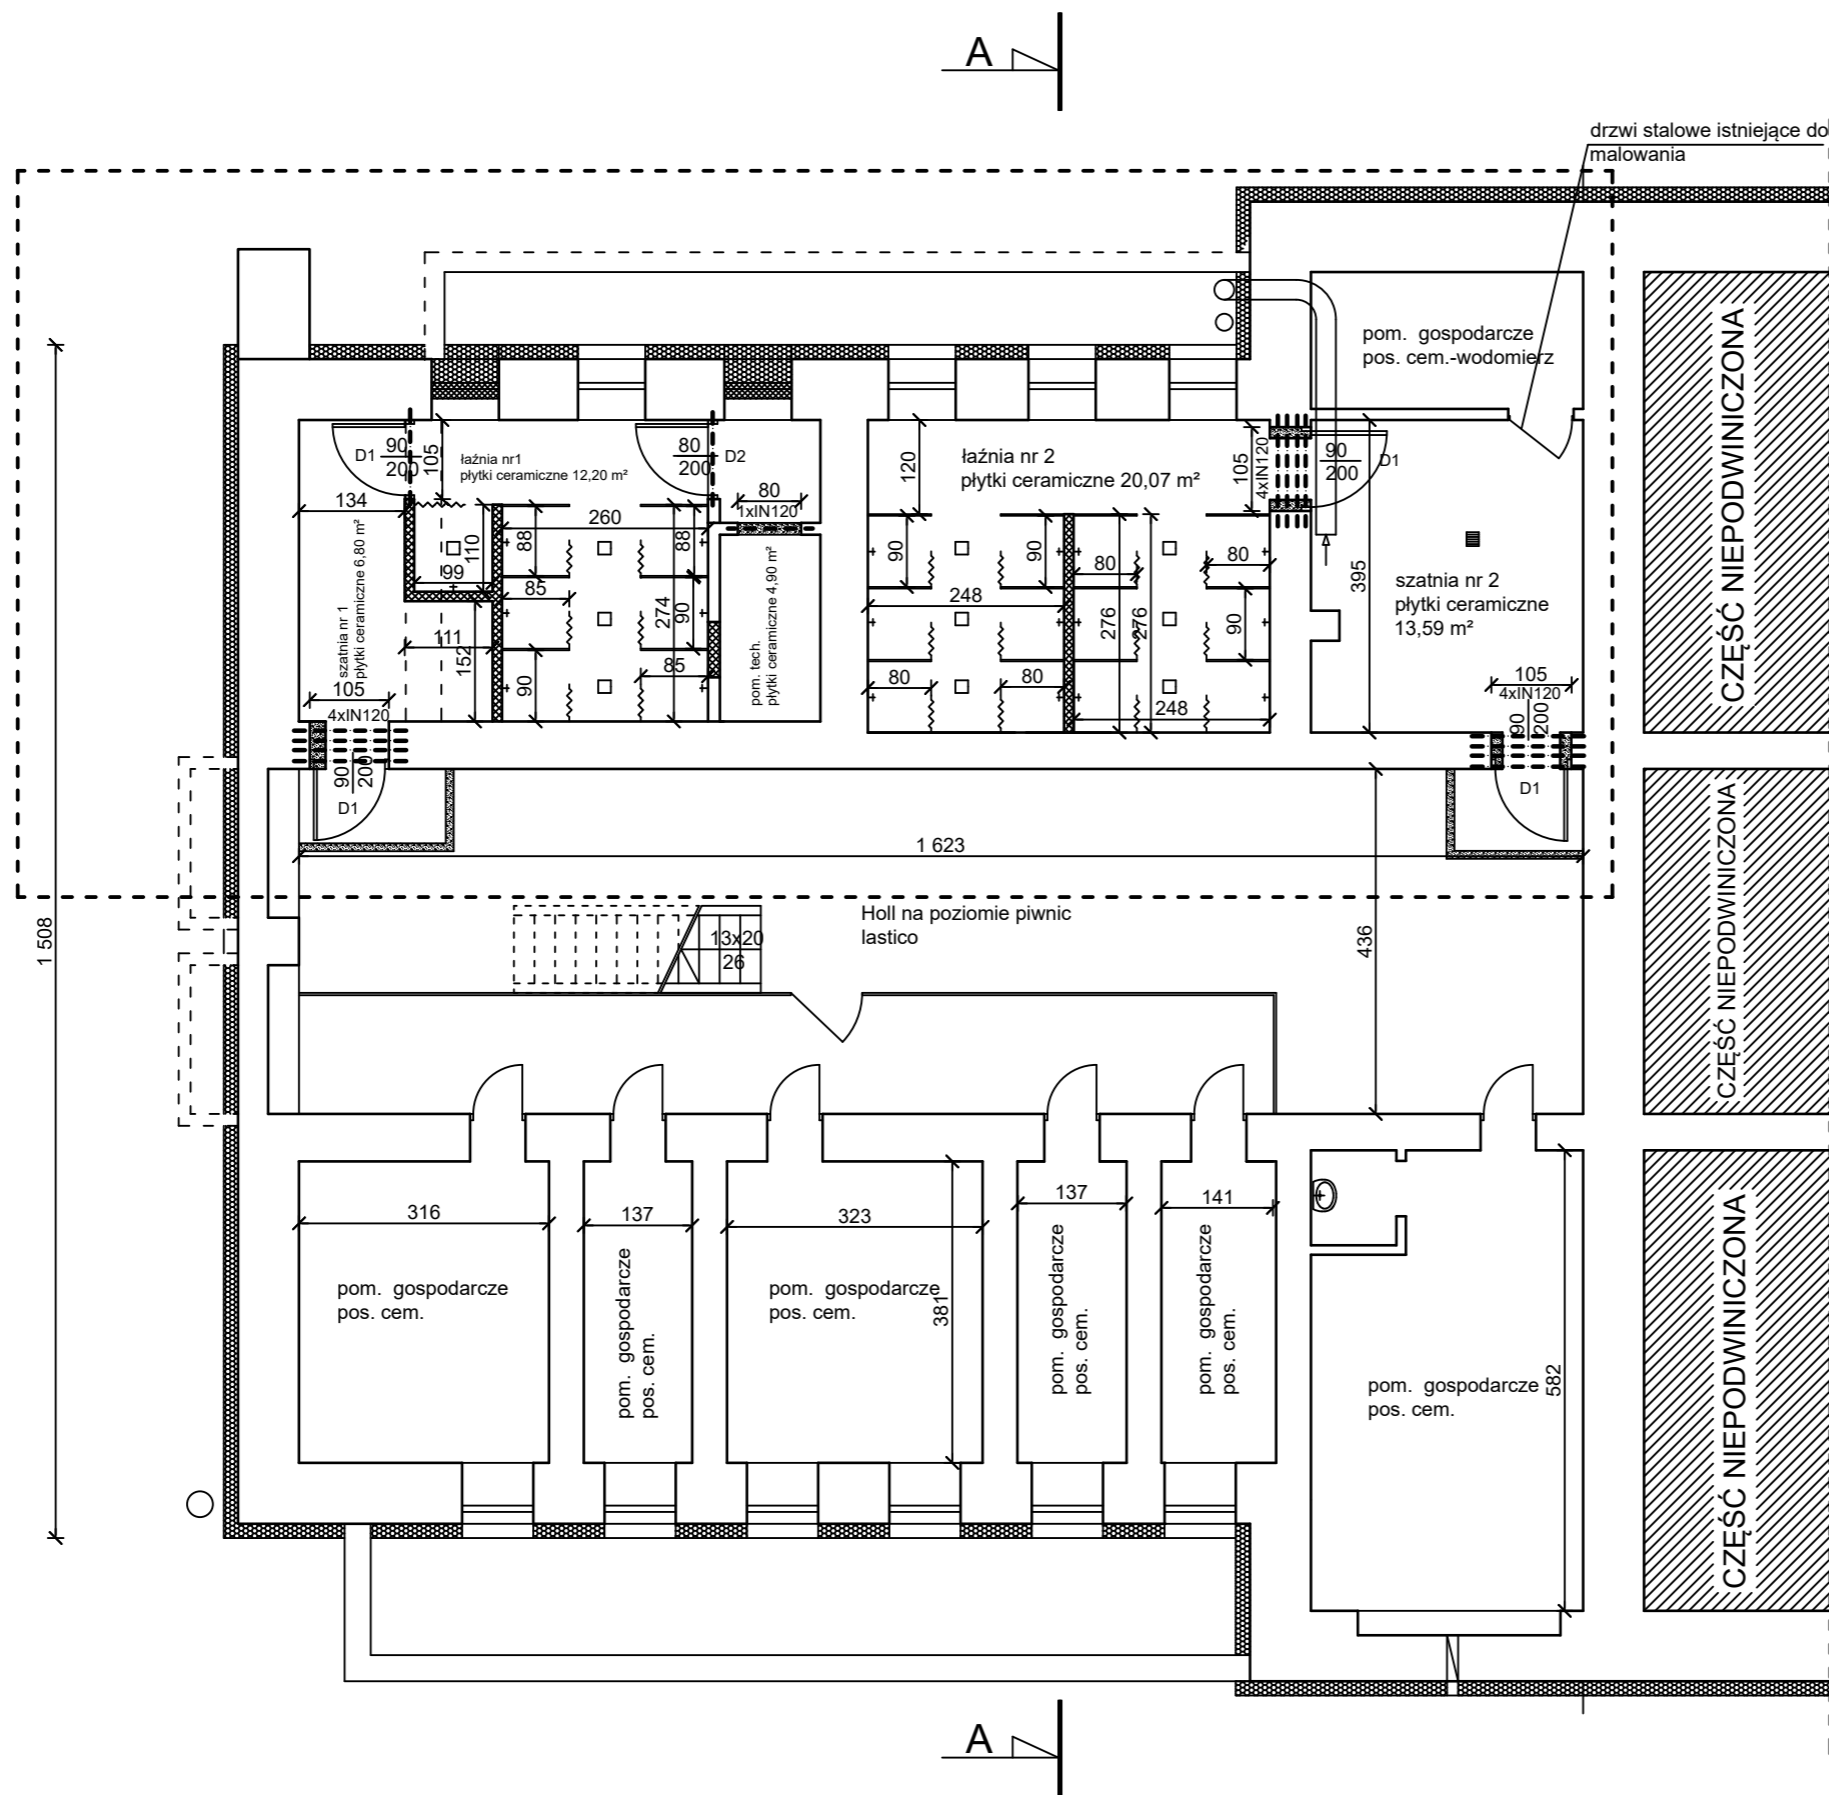 A
drzwi stalowe istniejące do
malowania
pom. gospodarcze
pos. cem.-wodomierz
CZĘŚĆ NIEPODWINICZONA
D1
90
200
105
łaźnia nr1
płytki ceramiczne 12,20 m²
80
200
D2
80
1xIN120
120
łaźnia nr 2
płytki ceramiczne 20,07 m²
105
4xIN120
90
200
D1
134
szatnia nr 1
płytki ceramiczne 6,80 m²
110
99
88
260
88
85
274
90
111
152
90
85
pom. tech.
płytki ceramiczne 4,90 m²
90
90
80
80
248
276
276
90
80
80
248
395
szatnia nr 2
płytki ceramiczne
13,59 m²
105
4xIN120
90
200
D1
105
4xIN120
90
200
D1
CZĘŚĆ NIEPODWINICZONA
1 623
1 508
Holl na poziomie piwnic
lastico
13x20
26
436
316
pom. gospodarcze
pos. cem.
137
pom. gospodarcze
pos. cem.
323
pom. gospodarcze
pos. cem.
381
137
pom. gospodarcze
pos. cem.
141
pom. gospodarcze
pos. cem.
pom. gospodarcze
pos. cem.
582
CZĘŚĆ NIEPODWINICZONA
A